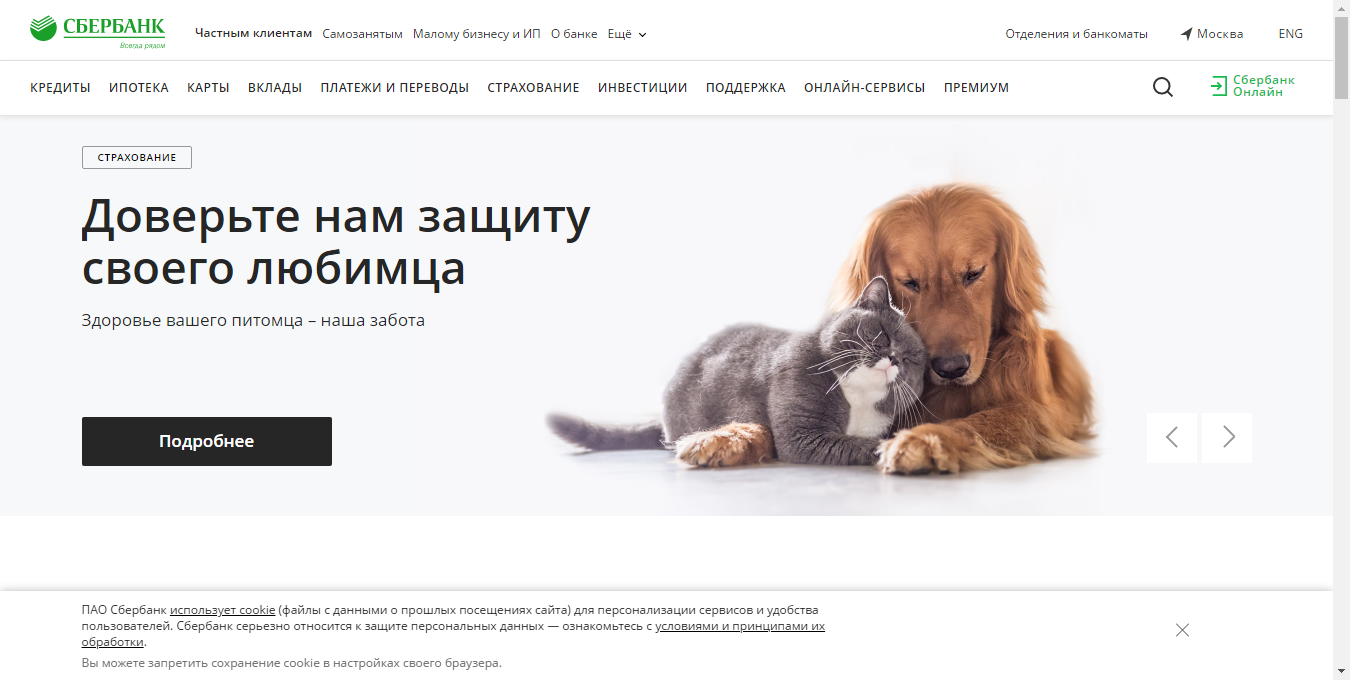 СБЕРБАНК
Всегда рядом
Частным клиентам Самозанятым Малому бизнесу и ИП О банке Ещё
Отделения и банкоматы Москва ENG
КРЕДИТЫ ИПОТЕКА КАРТЫ ВКЛАДЫ ПЛАТЕЖИ И ПЕРЕВОДЫ СТРАХОВАНИЕ ИНВЕСТИЦИИ ПОДДЕРЖКА ОНЛАЙН-СЕРВИСЫ ПРЕМИУМ
Сбербанк
Онлайн
СТРАХОВАНИЕ
Доверьте нам защиту
своего любимца
Здоровье вашего питомца – наша забота
Подробнее
ПАО Сбербанк использует cookie (файлы с данными о прошлых посещениях сайта) для персонализации сервисов и удобства
пользователей. Сбербанк серьезно относится к защите персональных данных — ознакомьтесь с условиями и принципами их
обработки.
Вы можете запретить сохранение cookie в настройках своего браузера.